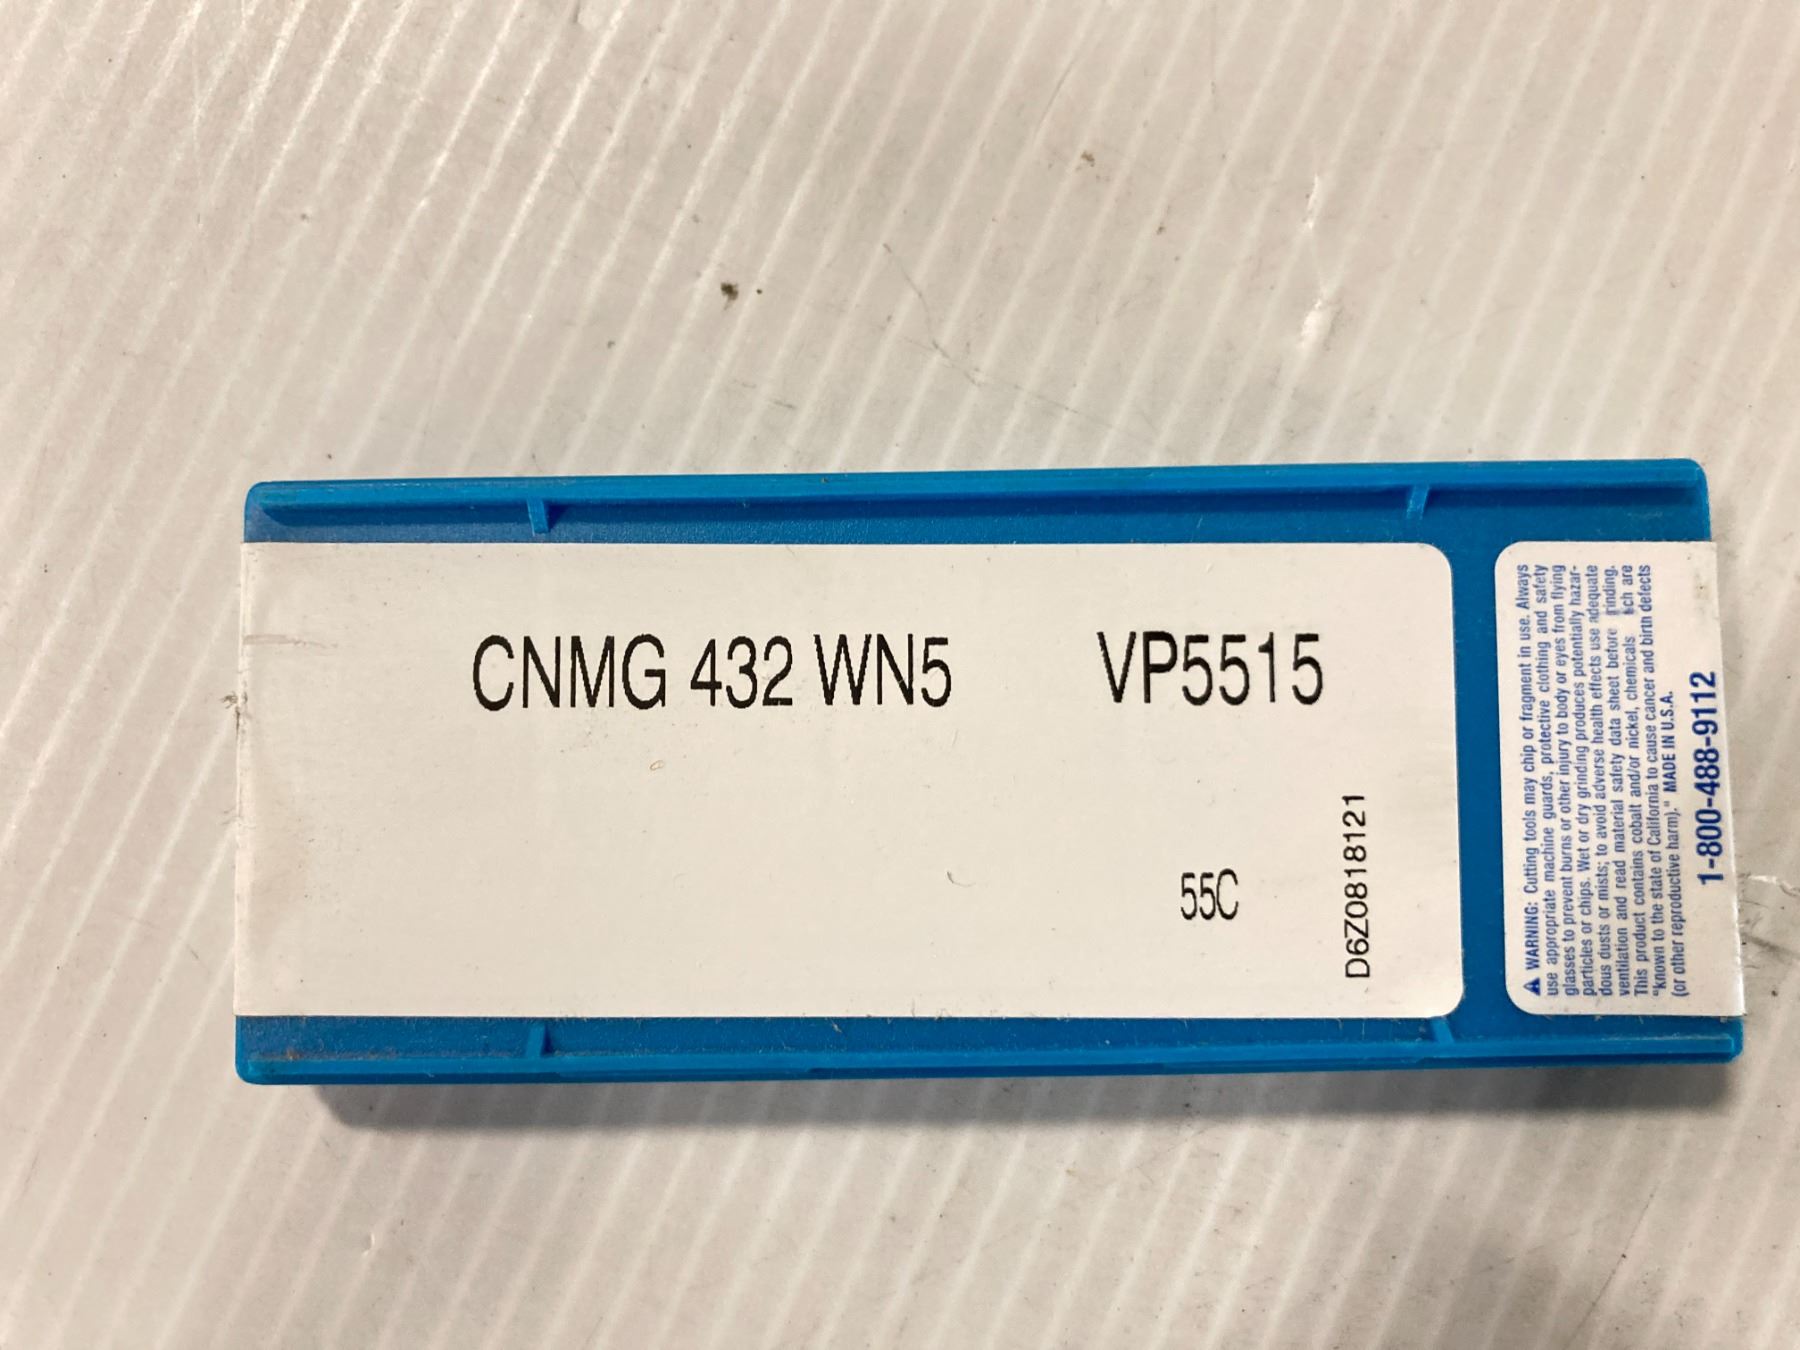 CNMG 432 WN5 VP5515
55C
D6Z0818121
⚠ WARNING: Cutting tools may chip or fragment in use. Always
use appropriate machine guards, protective clothing and safety
glasses to prevent burns or other injury to body or eyes from flying
particles or chips. Wet or dry grinding produces potentially hazar-
dous dusts or mists; to avoid adverse health effects use adequate
ventilation and read material safety data sheet before rinding.
This product contains cobalt and/or nickel, chemicals are
"known to the state of California to cause cancer and birth defects
(or other reproductive harm)." MADE IN U.S.A.
1-800-488-9112